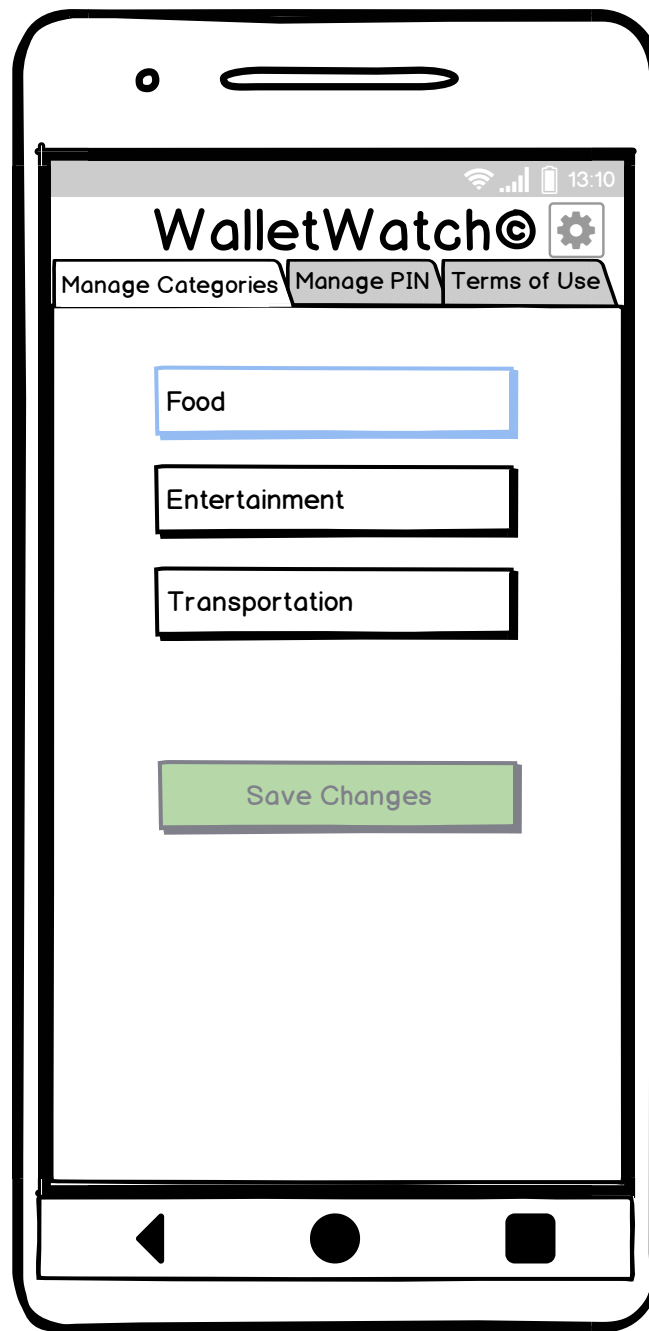 13:10
WalletWatch©
Manage Categories Manage PIN Terms of Use
Food
Entertainment
Transportation
Save Changes